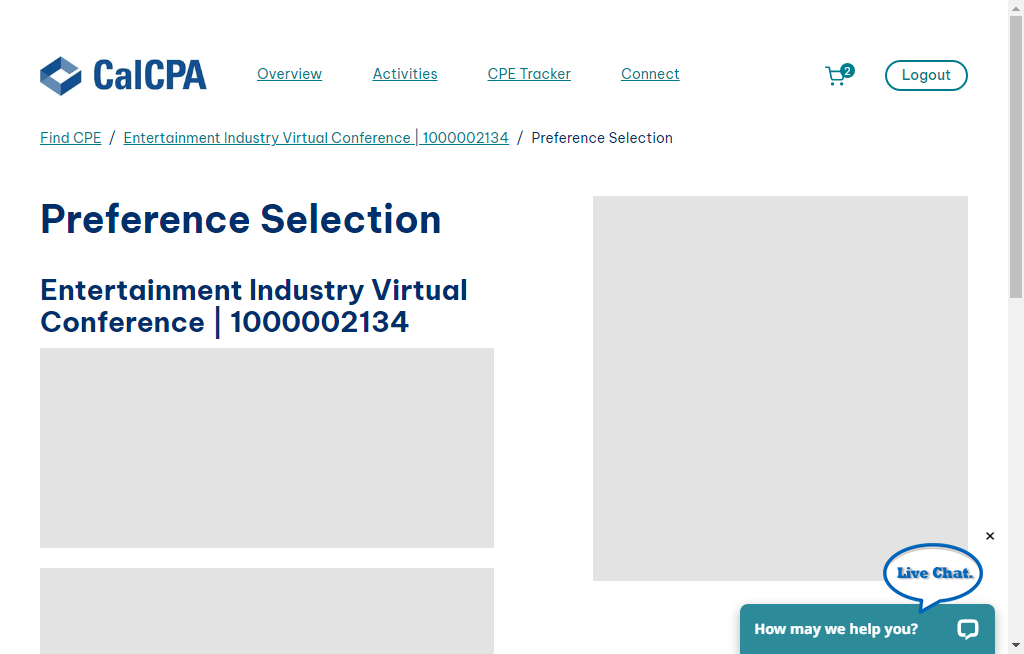 CalCPA
Overview
Activities
CPE Tracker
Connect
2
Logout
Find CPE / Entertainment Industry Virtual Conference | 1000002134 / Preference Selection
Preference Selection
Entertainment Industry Virtual
Conference | 1000002134
Live Chat.
How may we help you?